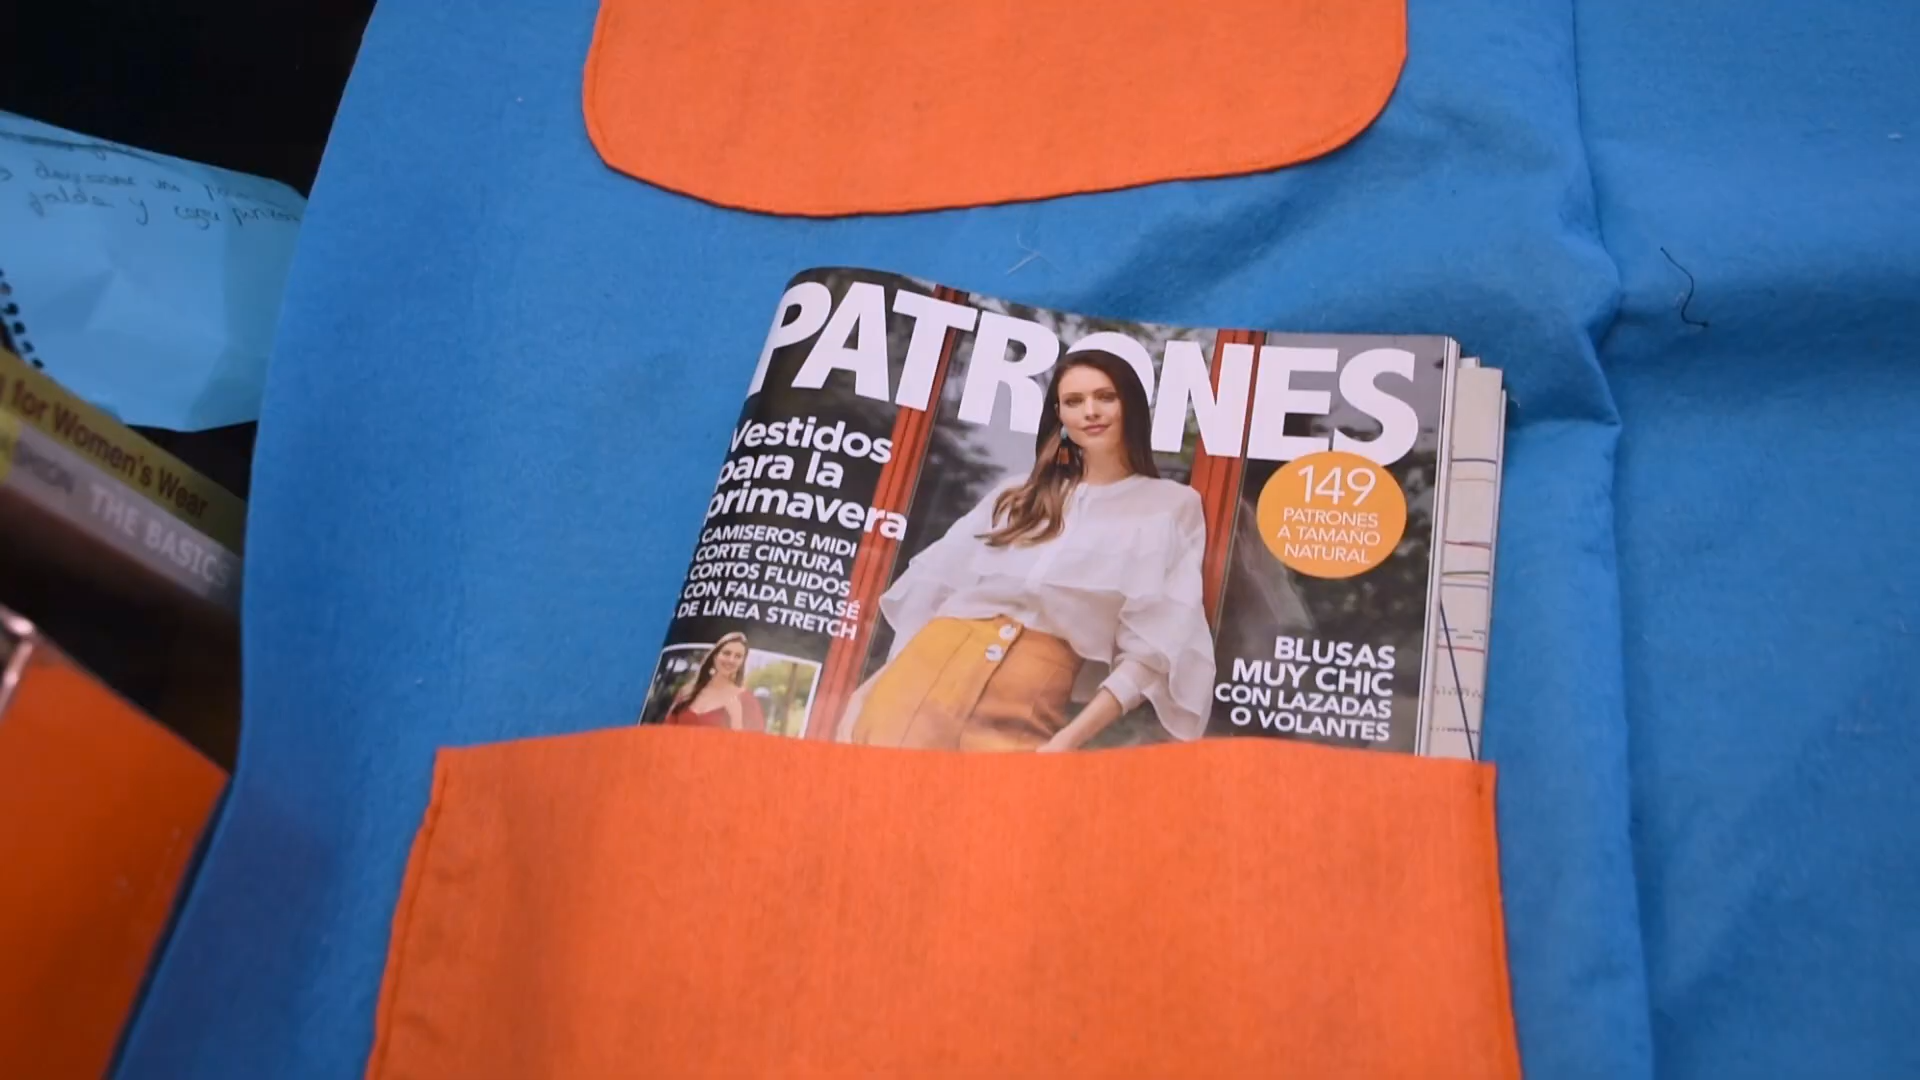 PATRONES
Vestidos
para la
primavera
CAMISEROS MIDI
CORTE CINTURA
CORTOS FLUIDOS
CON FALDA EVASÉ
DE LÍNEA STRETCH
149
PATRONES
A TAMAÑO
NATURAL
BLUSAS
MUY CHIC
CON LAZADAS
O VOLANTES
falda y
for Women's Wear
THE BASICS